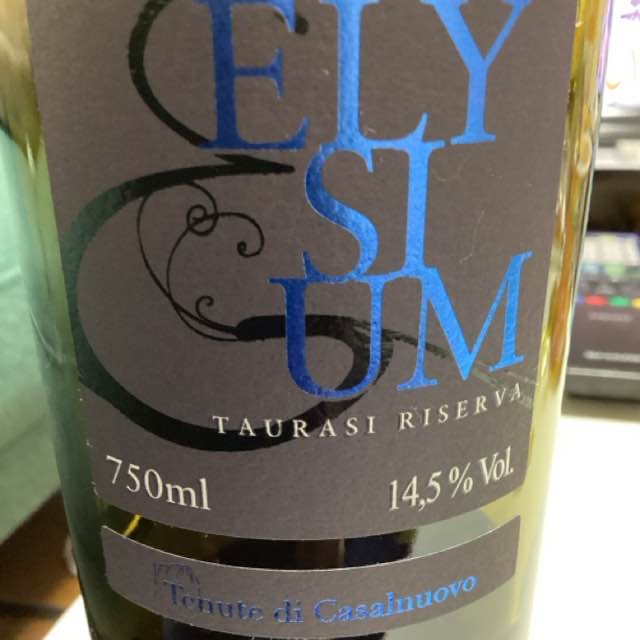 ELY
SI
UM
TAURASI RISERVA
750ml
14,5 % Vol.
Tenute di Casalnuovo